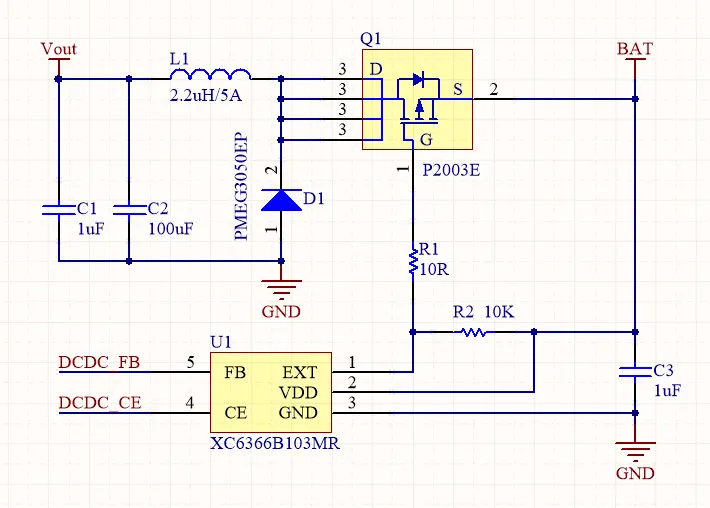 Vout
L1
2.2uH/5A
Q1
BAT
3 D
3
3
3
S 2
G
1
P2003E
PMEG3050EP
2
D1
1
C1
1uF
C2
100uF
GND
R1
10R
R2 10K
U1
DCDC_FB 5 FB EXT 1
VDD 2
DCDC_CE 4 CE GND 3
XC6366B103MR
C3
1uF
GND